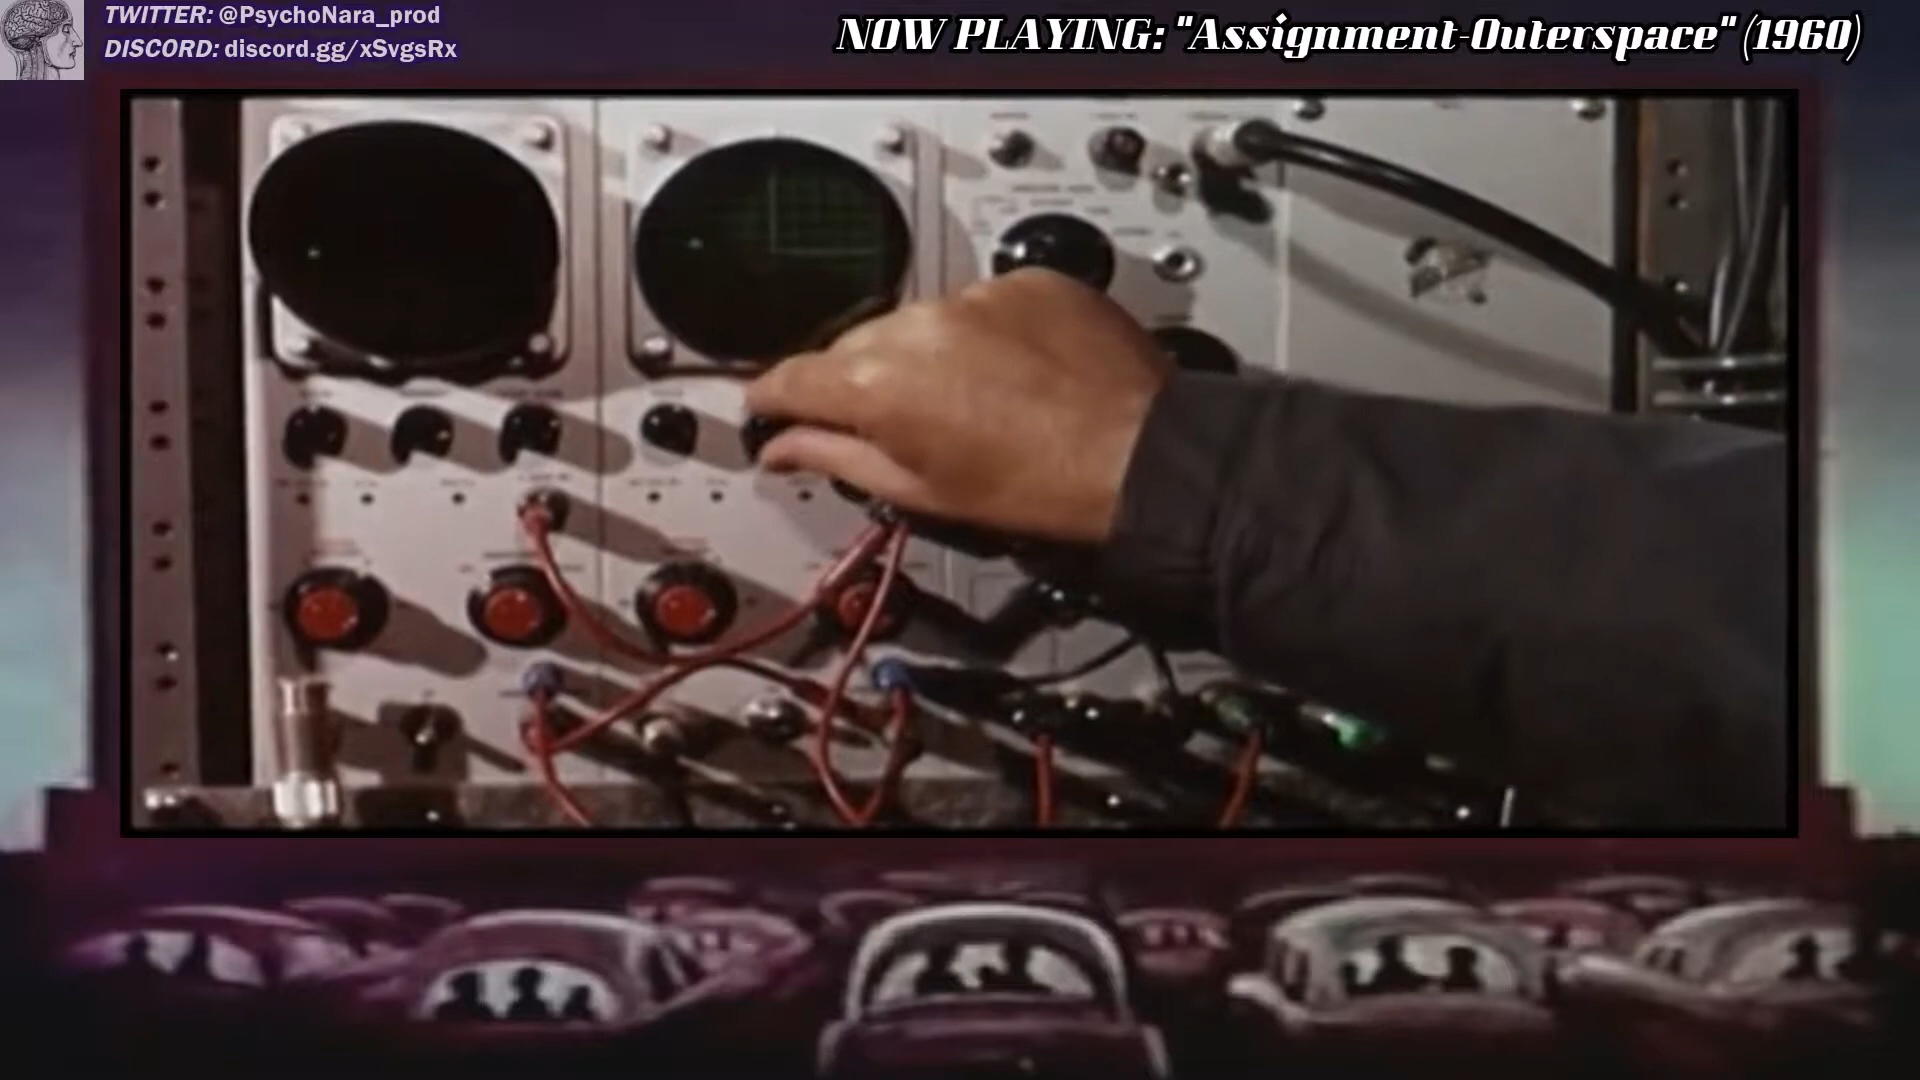 TWITTER: @PsychoNara_prod
DISCORD: discord.gg/xSvgsRx
NOW PLAYING: "Assignment-Outerspace" (1960)